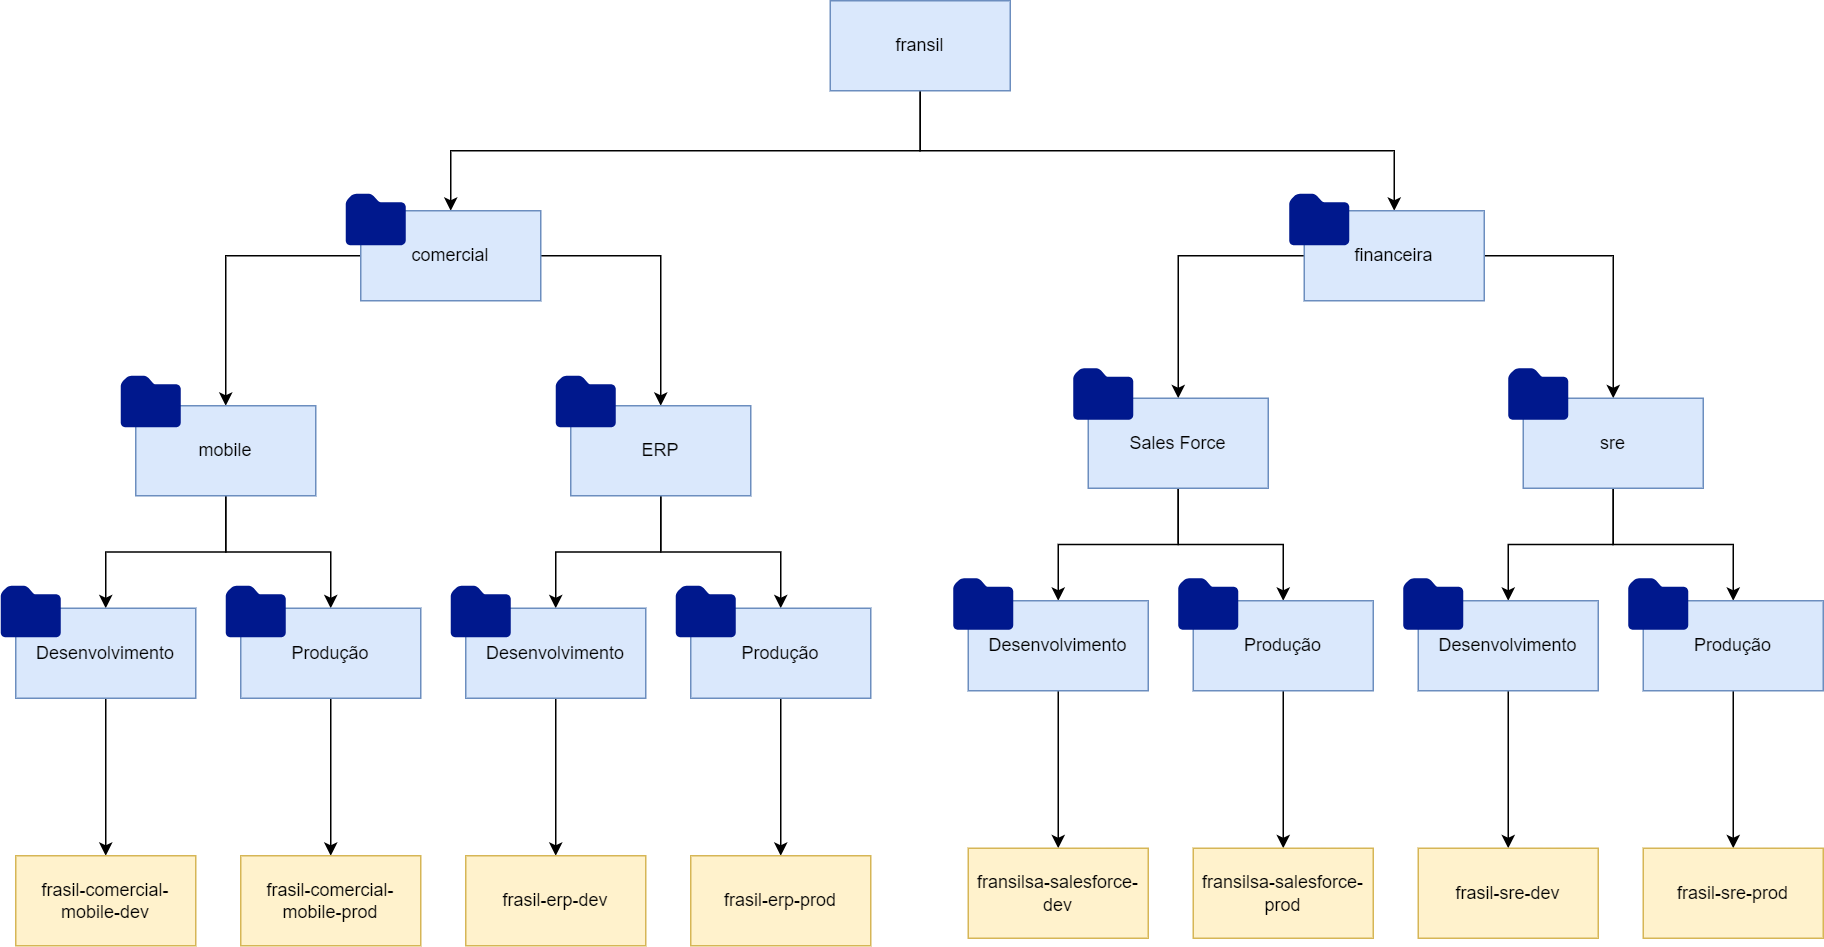 fransil
comercial
financeira
mobile
ERP
Sales Force
sre
Desenvolvimento
Produção
Desenvolvimento
Produção
Desenvolvimento
Produção
Desenvolvimento
Produção
frasil-comercial-
mobile-dev
frasil-comercial-
mobile-prod
frasil-erp-dev
frasil-erp-prod
fransilsa-salesforce-
dev
fransilsa-salesforce-
prod
frasil-sre-dev
frasil-sre-prod